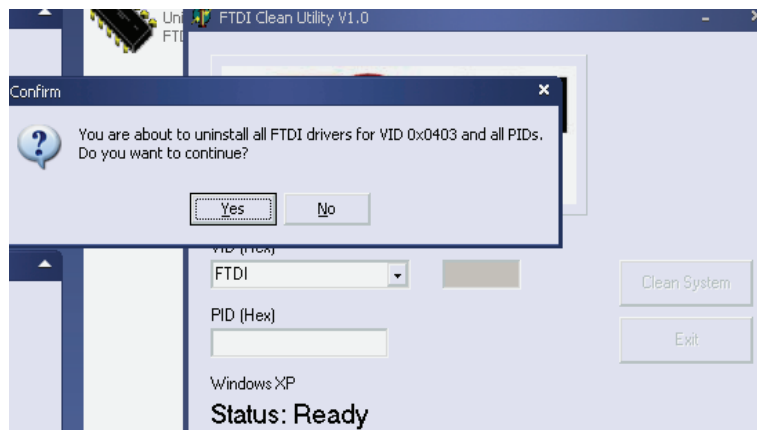 Uni
FTDI Clean Utility V1.0
FTD
Confirm
You are about to uninstall all FTDI drivers for VID 0x0403 and all PIDs.
Do you want to continue?
Yes
No
VID (Hex)
FTDI
Clean System
PID (Hex)
Exit
Windows XP
Status: Ready